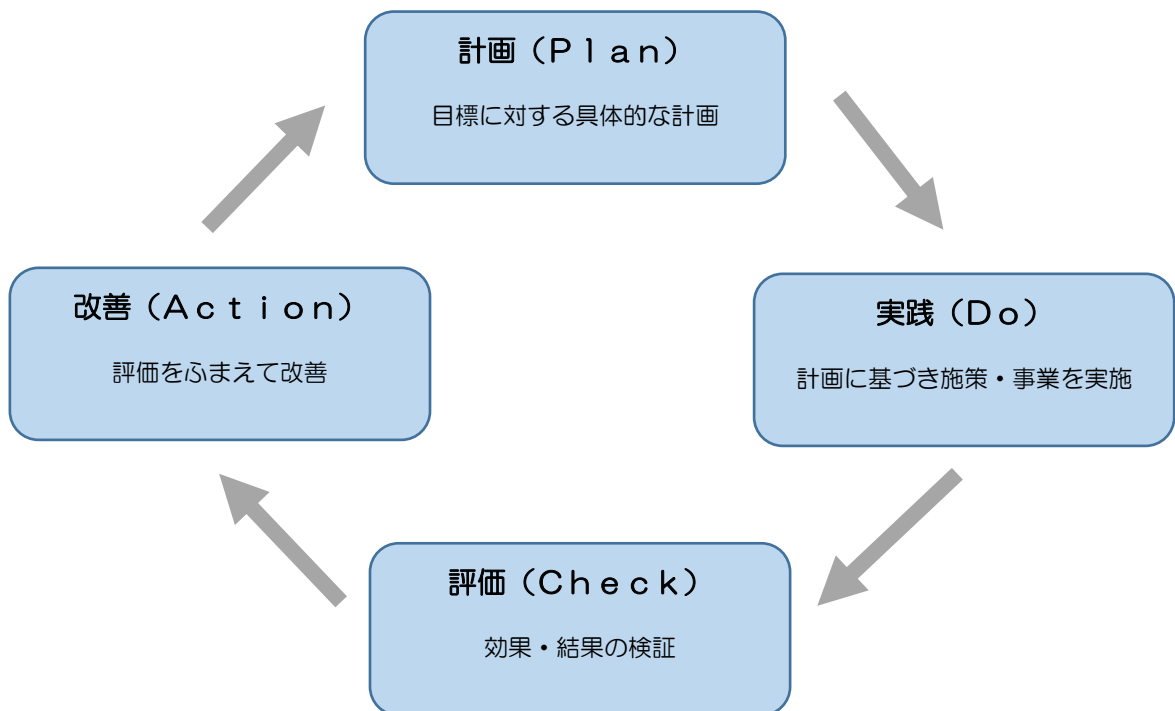 計画（Ｐｌａｎ）
目標に対する具体的な計画
改善（Ａｃｔｉｏｎ）
評価をふまえて改善
実践（Ｄｏ）
計画に基づき施策・事業を実施
評価（Ｃｈｅｃｋ）
効果・結果の検証